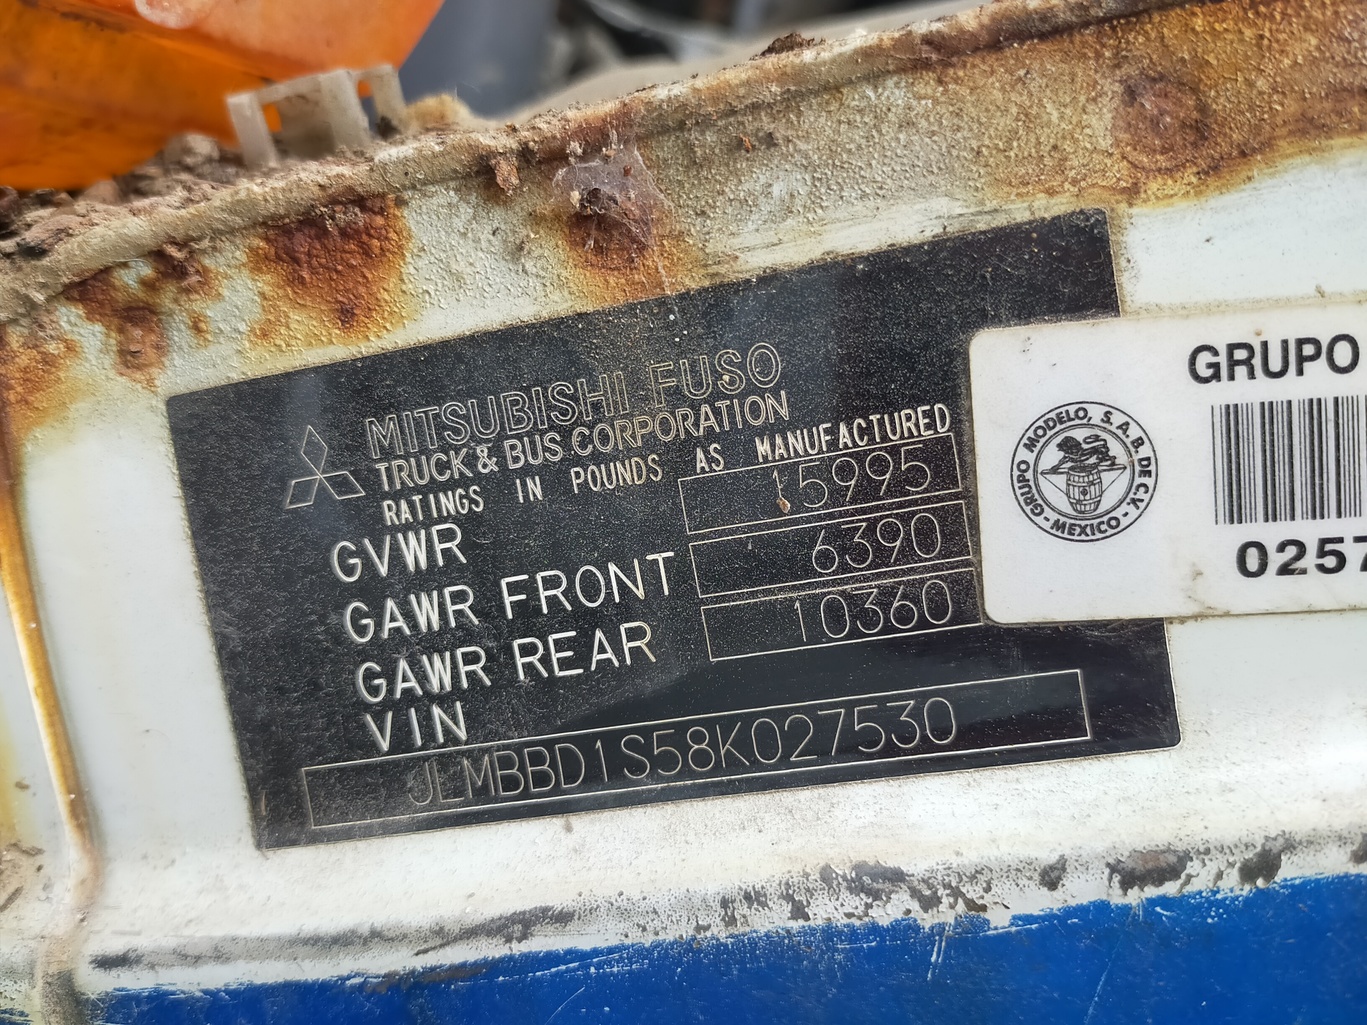 MITSUBISHI FUSO
TRUCK & BUS CORPORATION
RATINGS IN POUNDS AS MANUFACTURED
GVWR 15995
GAWR FRONT 6390
GAWR REAR 10360
VIN
JLMBBD1S58K027530
GRUPO
GRUPO MODELO, S.A.B. DE C.V.
- MEXICO -
0257